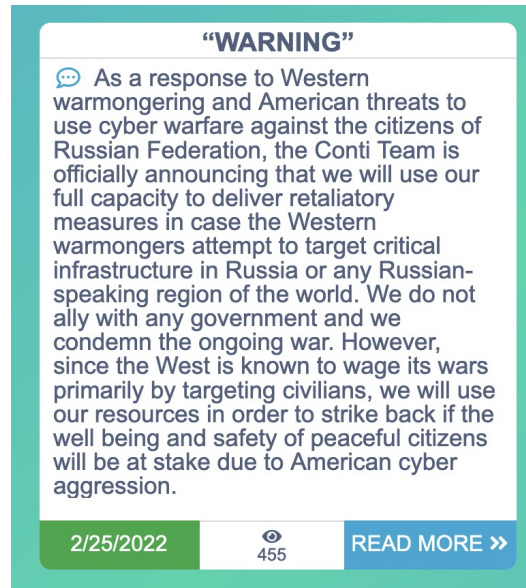 “WARNING”
As a response to Western
warmongering and American threats to
use cyber warfare against the citizens of
Russian Federation, the Conti Team is
officially announcing that we will use our
full capacity to deliver retaliatory
measures in case the Western
warmongers attempt to target critical
infrastructure in Russia or any Russian-
speaking region of the world. We do not
ally with any government and we
condemn the ongoing war. However,
since the West is known to wage its wars
primarily by targeting civilians, we will use
our resources in order to strike back if the
well being and safety of peaceful citizens
will be at stake due to American cyber
aggression.
2/25/2022
455
READ MORE »